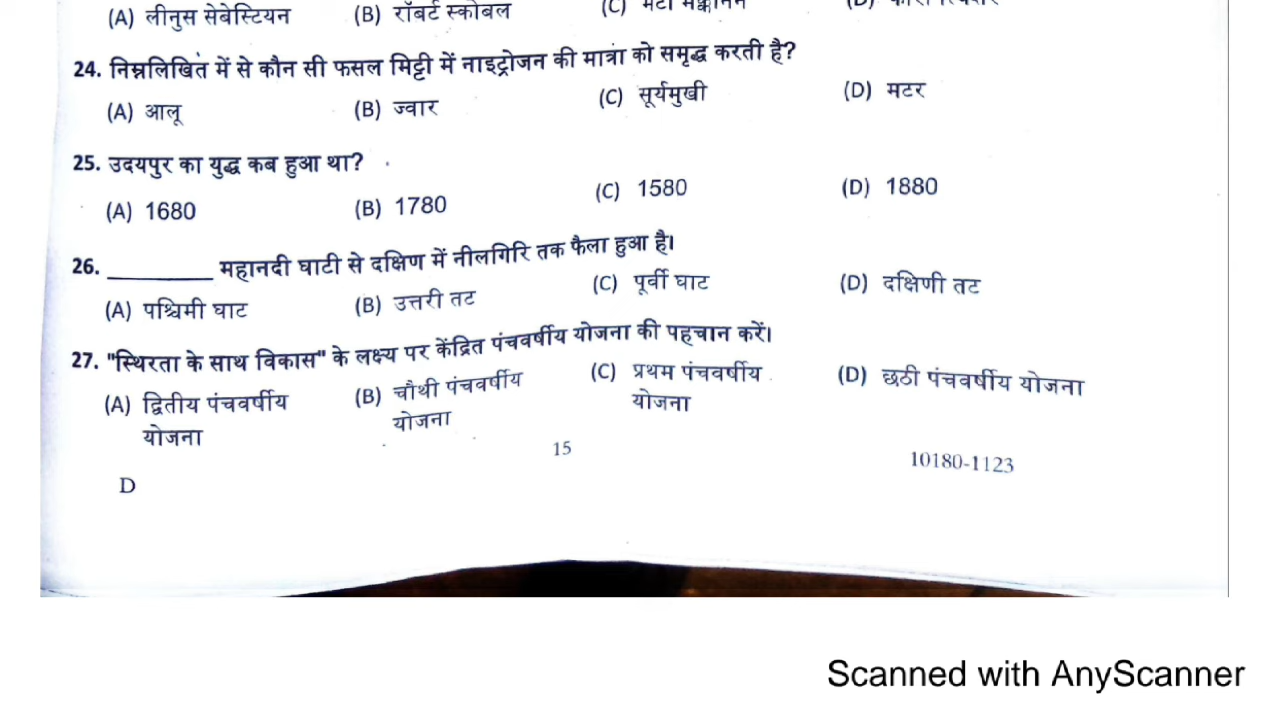 (A) लीनुस सेबेस्टियन (B) रॉबर्ट स्कोबल (C) (D)
24. निम्नलिखित में से कौन सी फसल मिट्टी में नाइट्रोजन की मात्रा को समृद्ध करती है?
(A) आलू (B) ज्वार (C) सूर्यमुखी (D) मटर
25. उदयपुर का युद्ध कब हुआ था?
(A) 1680 (B) 1780 (C) 1580 (D) 1880
26. _________ महानदी घाटी से दक्षिण में नीलगिरि तक फैला हुआ है।
(A) पश्चिमी घाट (B) उत्तरी तट (C) पूर्वी घाट (D) दक्षिणी तट
27. "स्थिरता के साथ विकास" के लक्ष्य पर केंद्रित पंचवर्षीय योजना की पहचान करें।
(A) द्वितीय पंचवर्षीय (B) चौथी पंचवर्षीय (C) प्रथम पंचवर्षीय (D) छठी पंचवर्षीय योजना
योजना योजना योजना
15
10180-1123
D
Scanned with AnyScanner